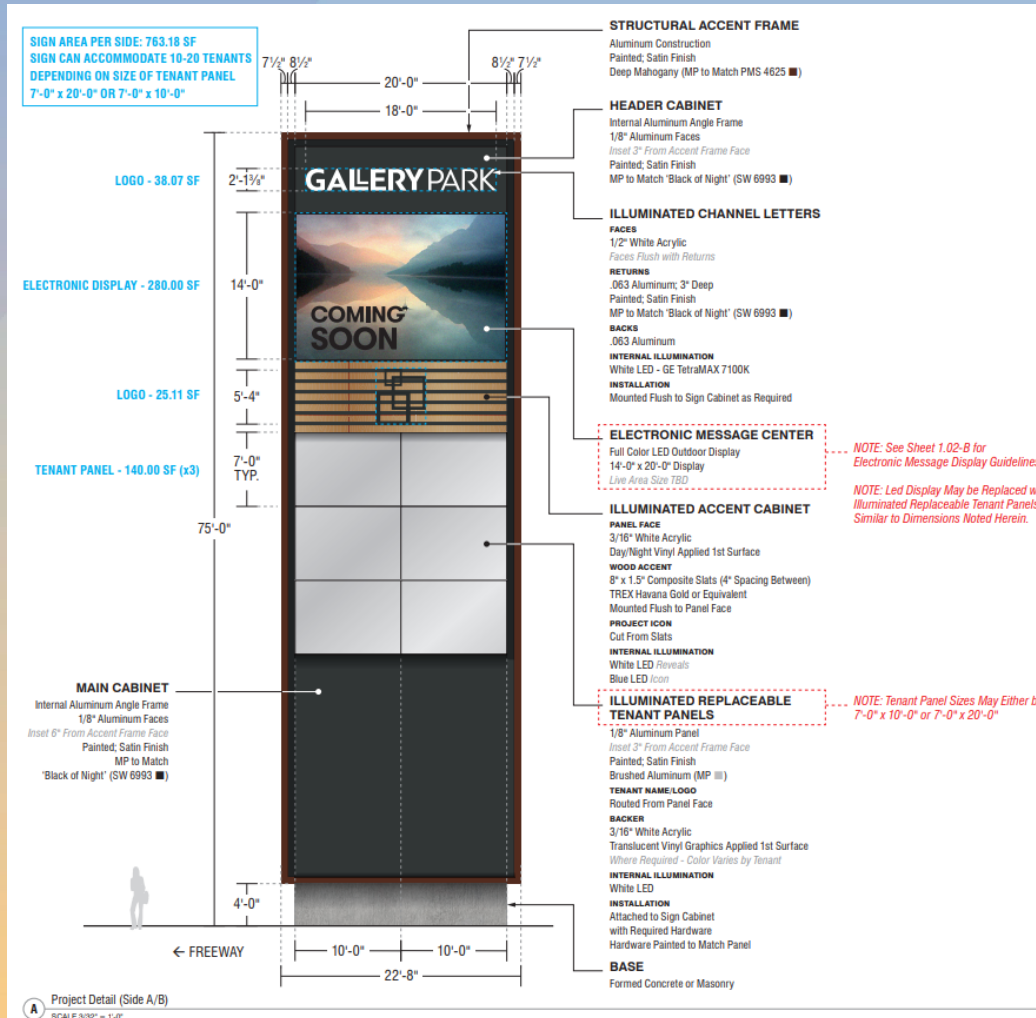 SIGN AREA PER SIDE: 763.18 SF
SIGN CAN ACCOMMODATE 10-20 TENANTS
DEPENDING ON SIZE OF TENANT PANEL
7'-0" x 20'-0" OR 7'-0" x 10'-0"
7½" 8½"
8½" 7½"
20'-0"
18'-0"
LOGO - 38.07 SF
2'-1⅜"
GALLERY PARK
ELECTRONIC DISPLAY - 280.00 SF
14'-0"
COMING
SOON
LOGO - 25.11 SF
5'-4"
TENANT PANEL - 140.00 SF (x3)
7'-0"
TYP.
75'-0"
MAIN CABINET
Internal Aluminum Angle Frame
1/8" Aluminum Faces
Inset 6" From Accent Frame Face
Painted; Satin Finish
MP to Match
'Black of Night' (SW 6993 ■)
4'-0"
← FREEWAY
10'-0"
10'-0"
22'-8"
STRUCTURAL ACCENT FRAME
Aluminum Construction
Painted; Satin Finish
Deep Mahogany (MP to Match PMS 4625 ■)
HEADER CABINET
Internal Aluminum Angle Frame
1/8" Aluminum Faces
Inset 3" From Accent Frame Face
Painted; Satin Finish
MP to Match 'Black of Night' (SW 6993 ■)
ILLUMINATED CHANNEL LETTERS
FACES
1/2" White Acrylic
Faces Flush with Returns
RETURNS
.063 Aluminum; 3" Deep
Painted; Satin Finish
MP to Match 'Black of Night' (SW 6993 ■)
BACKS
.063 Aluminum
INTERNAL ILLUMINATION
White LED - GE TetraMAX 7100K
INSTALLATION
Mounted Flush to Sign Cabinet as Required
ELECTRONIC MESSAGE CENTER
Full Color LED Outdoor Display
14'-0" x 20'-0" Display
Live Area Size TBD
NOTE: See Sheet 1.02-B for
Electronic Message Display Guideline
NOTE: Led Display May be Replaced w
Illuminated Replaceable Tenant Panels
Similar to Dimensions Noted Herein.
ILLUMINATED ACCENT CABINET
PANEL FACE
3/16" White Acrylic
Day/Night Vinyl Applied 1st Surface
WOOD ACCENT
8" x 1.5" Composite Slats (4" Spacing Between)
TREX Havana Gold or Equivalent
Mounted Flush to Panel Face
PROJECT ICON
Cut From Slats
INTERNAL ILLUMINATION
White LED Reveals
Blue LED Icon
ILLUMINATED REPLACEABLE
TENANT PANELS
NOTE: Tenant Panel Sizes May Either b
7'-0" x 10'-0" or 7'-0" x 20'-0"
1/8" Aluminum Panel
Inset 3" From Accent Frame Face
Painted; Satin Finish
Brushed Aluminum (MP ■)
TENANT NAME/LOGO
Routed From Panel Face
BACKER
3/16" White Acrylic
Translucent Vinyl Graphics Applied 1st Surface
Where Required - Color Varies by Tenant
INTERNAL ILLUMINATION
White LED
INSTALLATION
Attached to Sign Cabinet
with Required Hardware
Hardware Painted to Match Panel
BASE
Formed Concrete or Masonry
A
Project Detail (Side A/B)
SCALE 3/32" = 1'-0"